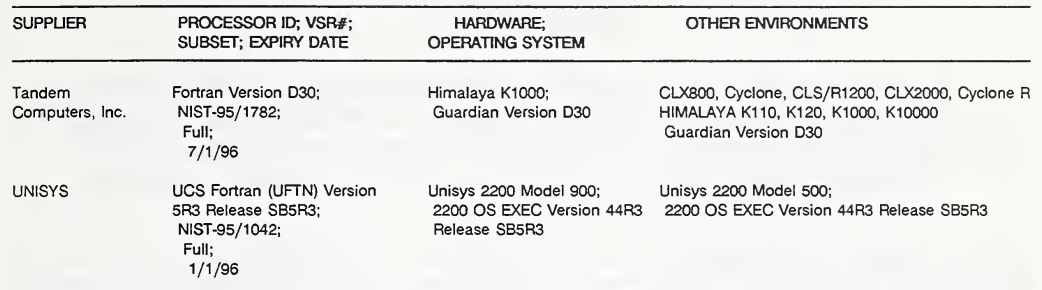 SUPPLIER PROCESSOR ID; VSR#; HARDWARE; OTHER ENVIRONMENTS
SUBSET; EXPIRY DATE OPERATING SYSTEM
Tandem Fortran Version D30; Himalaya K1000; CLX800, Cyclone, CLS/R1200, CLX2000, Cyclone R
Computers, Inc. NIST-95/1782; Guardian Version D30 HIMALAYA K110, K120, K1000, K10000
Full; Guardian Version D30
7/1/96
UNISYS UCS Fortran (UFTN) Version Unisys 2200 Model 900; Unisys 2200 Model 500;
5R3 Release SB5R3; 2200 OS EXEC Version 44R3 2200 OS EXEC Version 44R3 Release SB5R3
NIST-95/1042; Release SB5R3
Full;
1/1/96